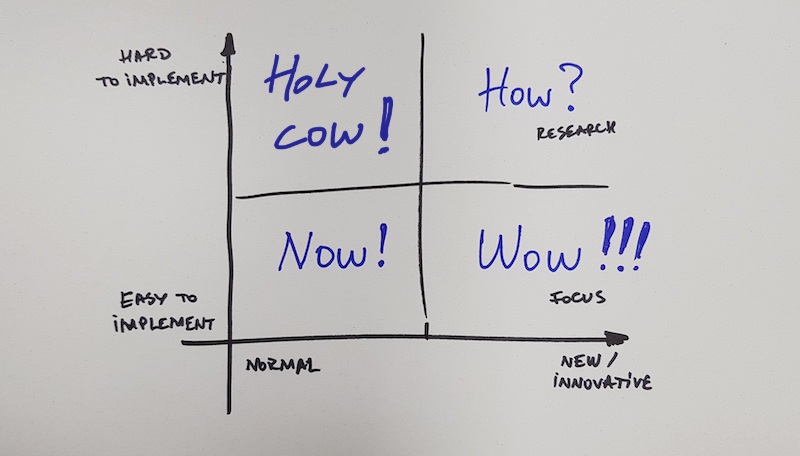 HARD
TO IMPLEMENT
HOLY
COW!
How?
RESEARCH
Now!
Wow!!!
FOCUS
EASY TO
IMPLEMENT
NORMAL
NEW/
INNOVATIVE